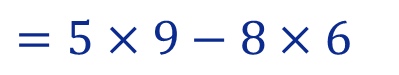 = 5 × 9 − 8 × 6